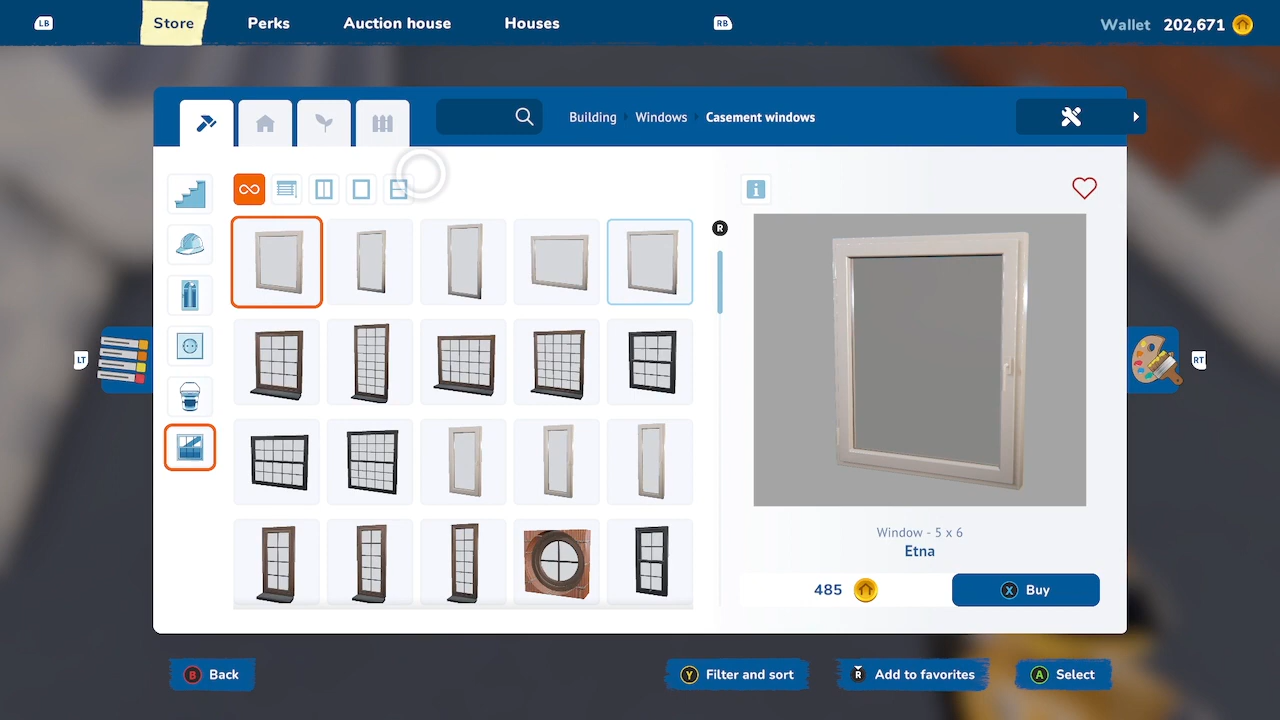 LB
Store
Perks
Auction house
Houses
RB
Wallet 202,671
Building
Windows
Casement windows
i
R
LT
RT
Window - 5 x 6
Etna
485
X Buy
B Back
Y Filter and sort
R Add to favorites
A Select